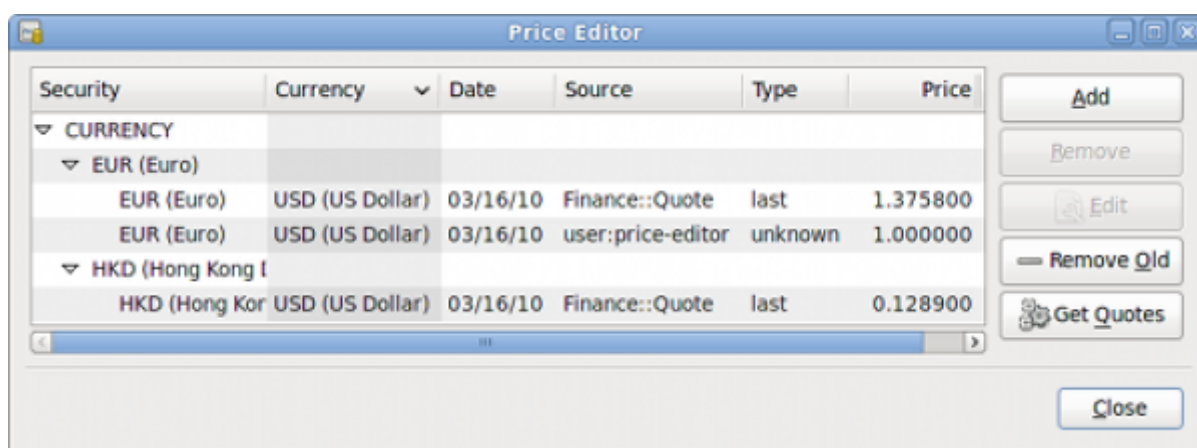 Price Editor
Security Currency Date Source Type Price
CURRENCY
EUR (Euro)
EUR (Euro) USD (US Dollar) 03/16/10 Finance::Quote last 1.375800
EUR (Euro) USD (US Dollar) 03/16/10 user:price-editor unknown 1.000000
HKD (Hong Kong
HKD (Hong Kor USD (US Dollar) 03/16/10 Finance::Quote last 0.128900
Add
Remove
Edit
Remove Old
Get Quotes
Close